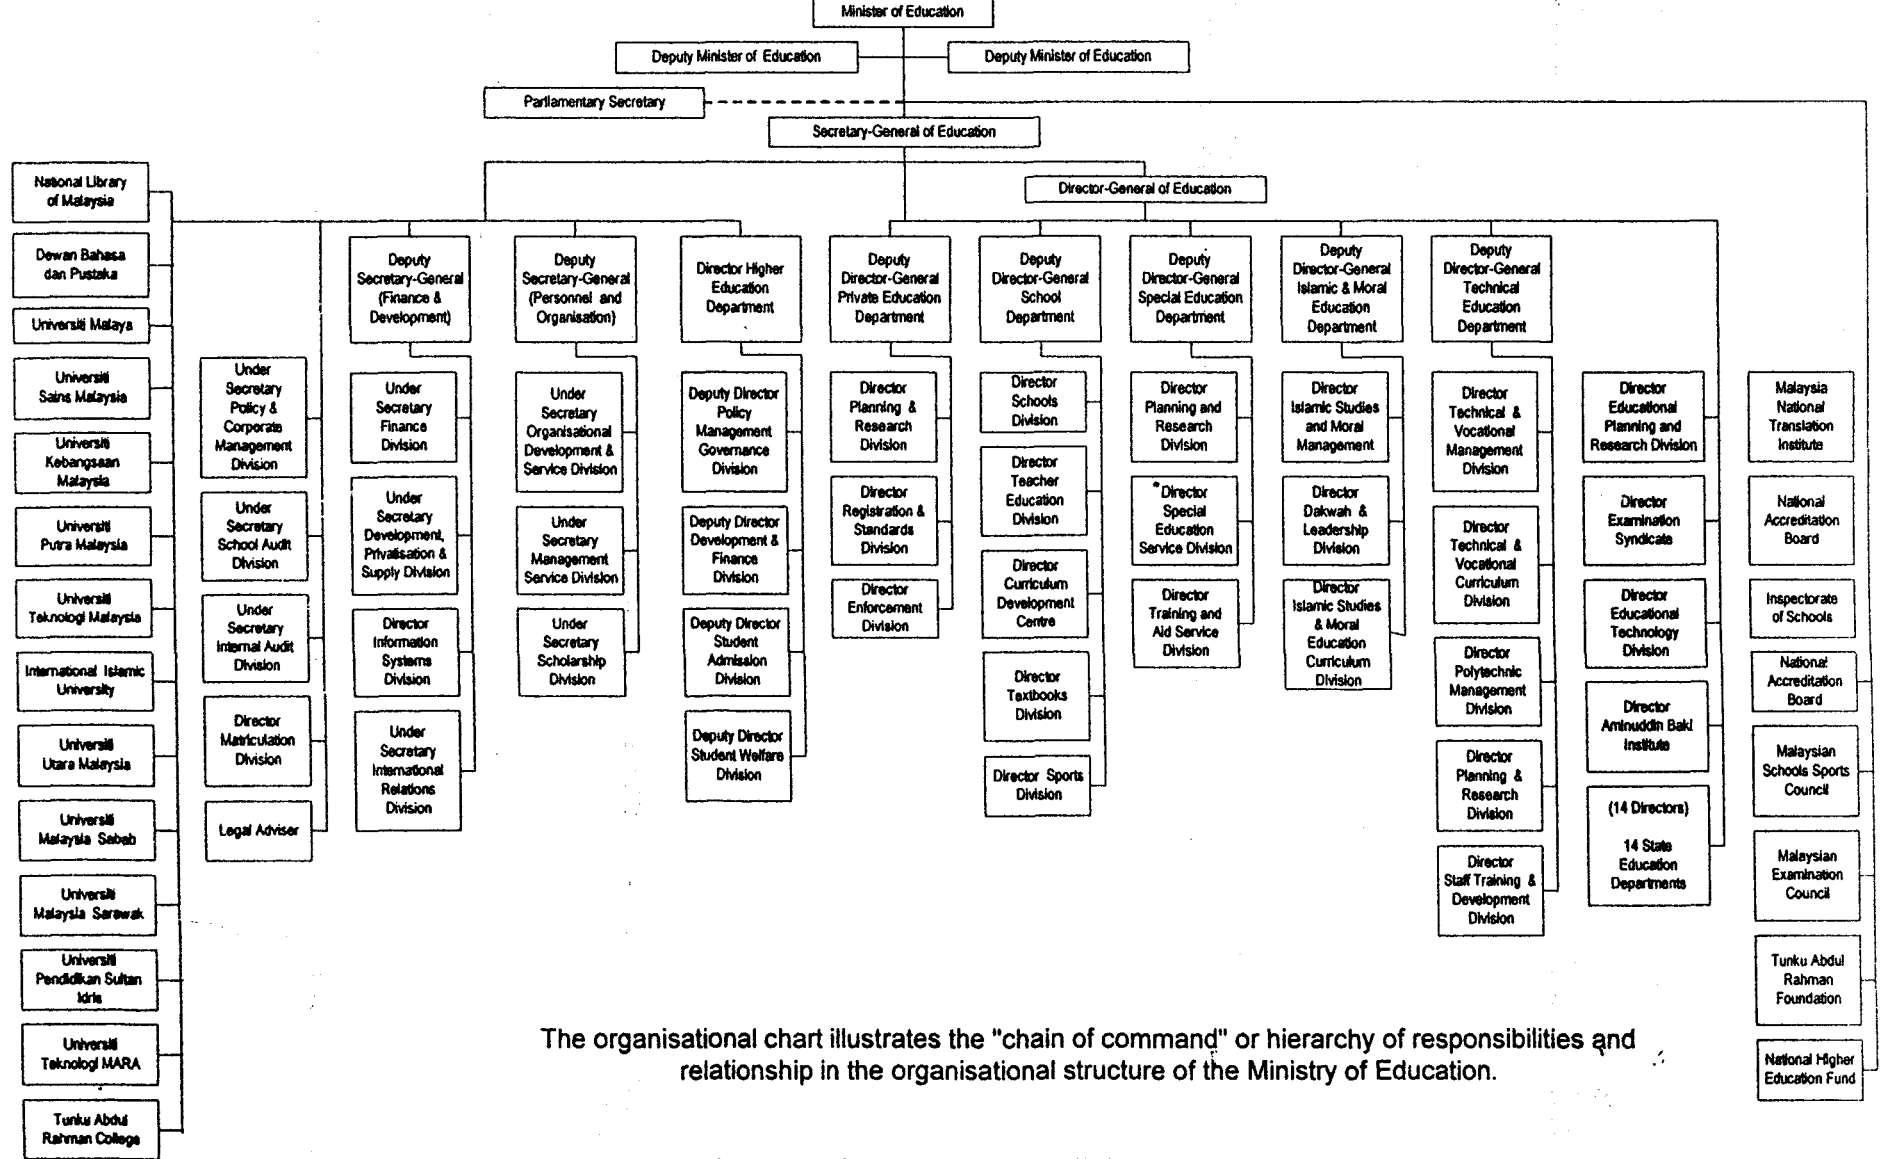 Minister of Education
Deputy Minister of Education
Deputy Minister of Education
Parliamentary Secretary
Secretary-General of Education
Director-General of Education
National Library
of Malaysia
Dewan Bahasa
dan Pustaka
Universiti Malaya
Universiti
Sains Malaysia
Universiti
Kebangsaan
Malaysia
Universiti
Putra Malaysia
Universiti
Teknologi Malaysia
International Islamic
University
Universiti
Utara Malaysia
Universiti
Malaysia Sabah
Universiti
Malaysia Sarawak
Universiti
Pendidikan Sultan
Idris
Universiti
Teknologi MARA
Tunku Abdul
Rahman College
Under
Secretary
Policy &
Corporate
Management
Division
Under
Secretary
School Audit
Division
Under
Secretary
Internal Audit
Division
Director
Matriculation
Division
Legal Adviser
Deputy
Secretary-General
(Finance &
Development)
Under
Secretary
Finance
Division
Under
Secretary
Development,
Privatisation &
Supply Division
Director
Information
Systems
Division
Under
Secretary
International
Relations
Division
Deputy
Secretary-General
(Personnel and
Organisation)
Under
Secretary
Organisational
Development &
Service Division
Under
Secretary
Management
Service Division
Under
Secretary
Scholarship
Division
Director Higher
Education
Department
Deputy Director
Policy
Management
Governance
Division
Deputy Director
Development &
Finance
Division
Deputy Director
Student
Admission
Division
Deputy Director
Student Welfare
Division
Deputy
Director-General
Private Education
Department
Director
Planning &
Research
Division
Director
Registration &
Standards
Division
Director
Enforcement
Division
Deputy
Director-General
School
Department
Director
Schools
Division
Director
Teacher
Education
Division
Director
Curriculum
Development
Centre
Director
Textbooks
Division
Director Sports
Division
Deputy
Director-General
Special Education
Department
Director
Planning and
Research
Division
Director
Special
Education
Service Division
Director
Training and
Aid Service
Division
Deputy
Director-General
Islamic & Moral
Education
Department
Director
Islamic Studies
and Moral
Management
Director
Dakwah &
Leadership
Division
Director
Islamic Studies
& Moral
Education
Curriculum
Division
Deputy
Director-General
Technical
Education
Department
Director
Technical &
Vocational
Management
Division
Director
Technical &
Vocational
Curriculum
Division
Director
Polytechnic
Management
Division
Director
Planning &
Research
Division
Director
Staff Training &
Development
Division
Director
Educational
Planning and
Research Division
Director
Examination
Syndicate
Director
Educational
Technology
Division
Director
Aminuddin Baki
Institute
(14 Directors)
14 State
Education
Departments
Malaysia
National
Translation
Institute
National
Accreditation
Board
Inspectorate
of Schools
National
Accreditation
Board
Malaysian
Schools Sports
Council
Malaysian
Examination
Council
Tunku Abdul
Rahman
Foundation
National Higher
Education Fund
The organisational chart illustrates the "chain of command" or hierarchy of responsibilities and
relationship in the organisational structure of the Ministry of Education.